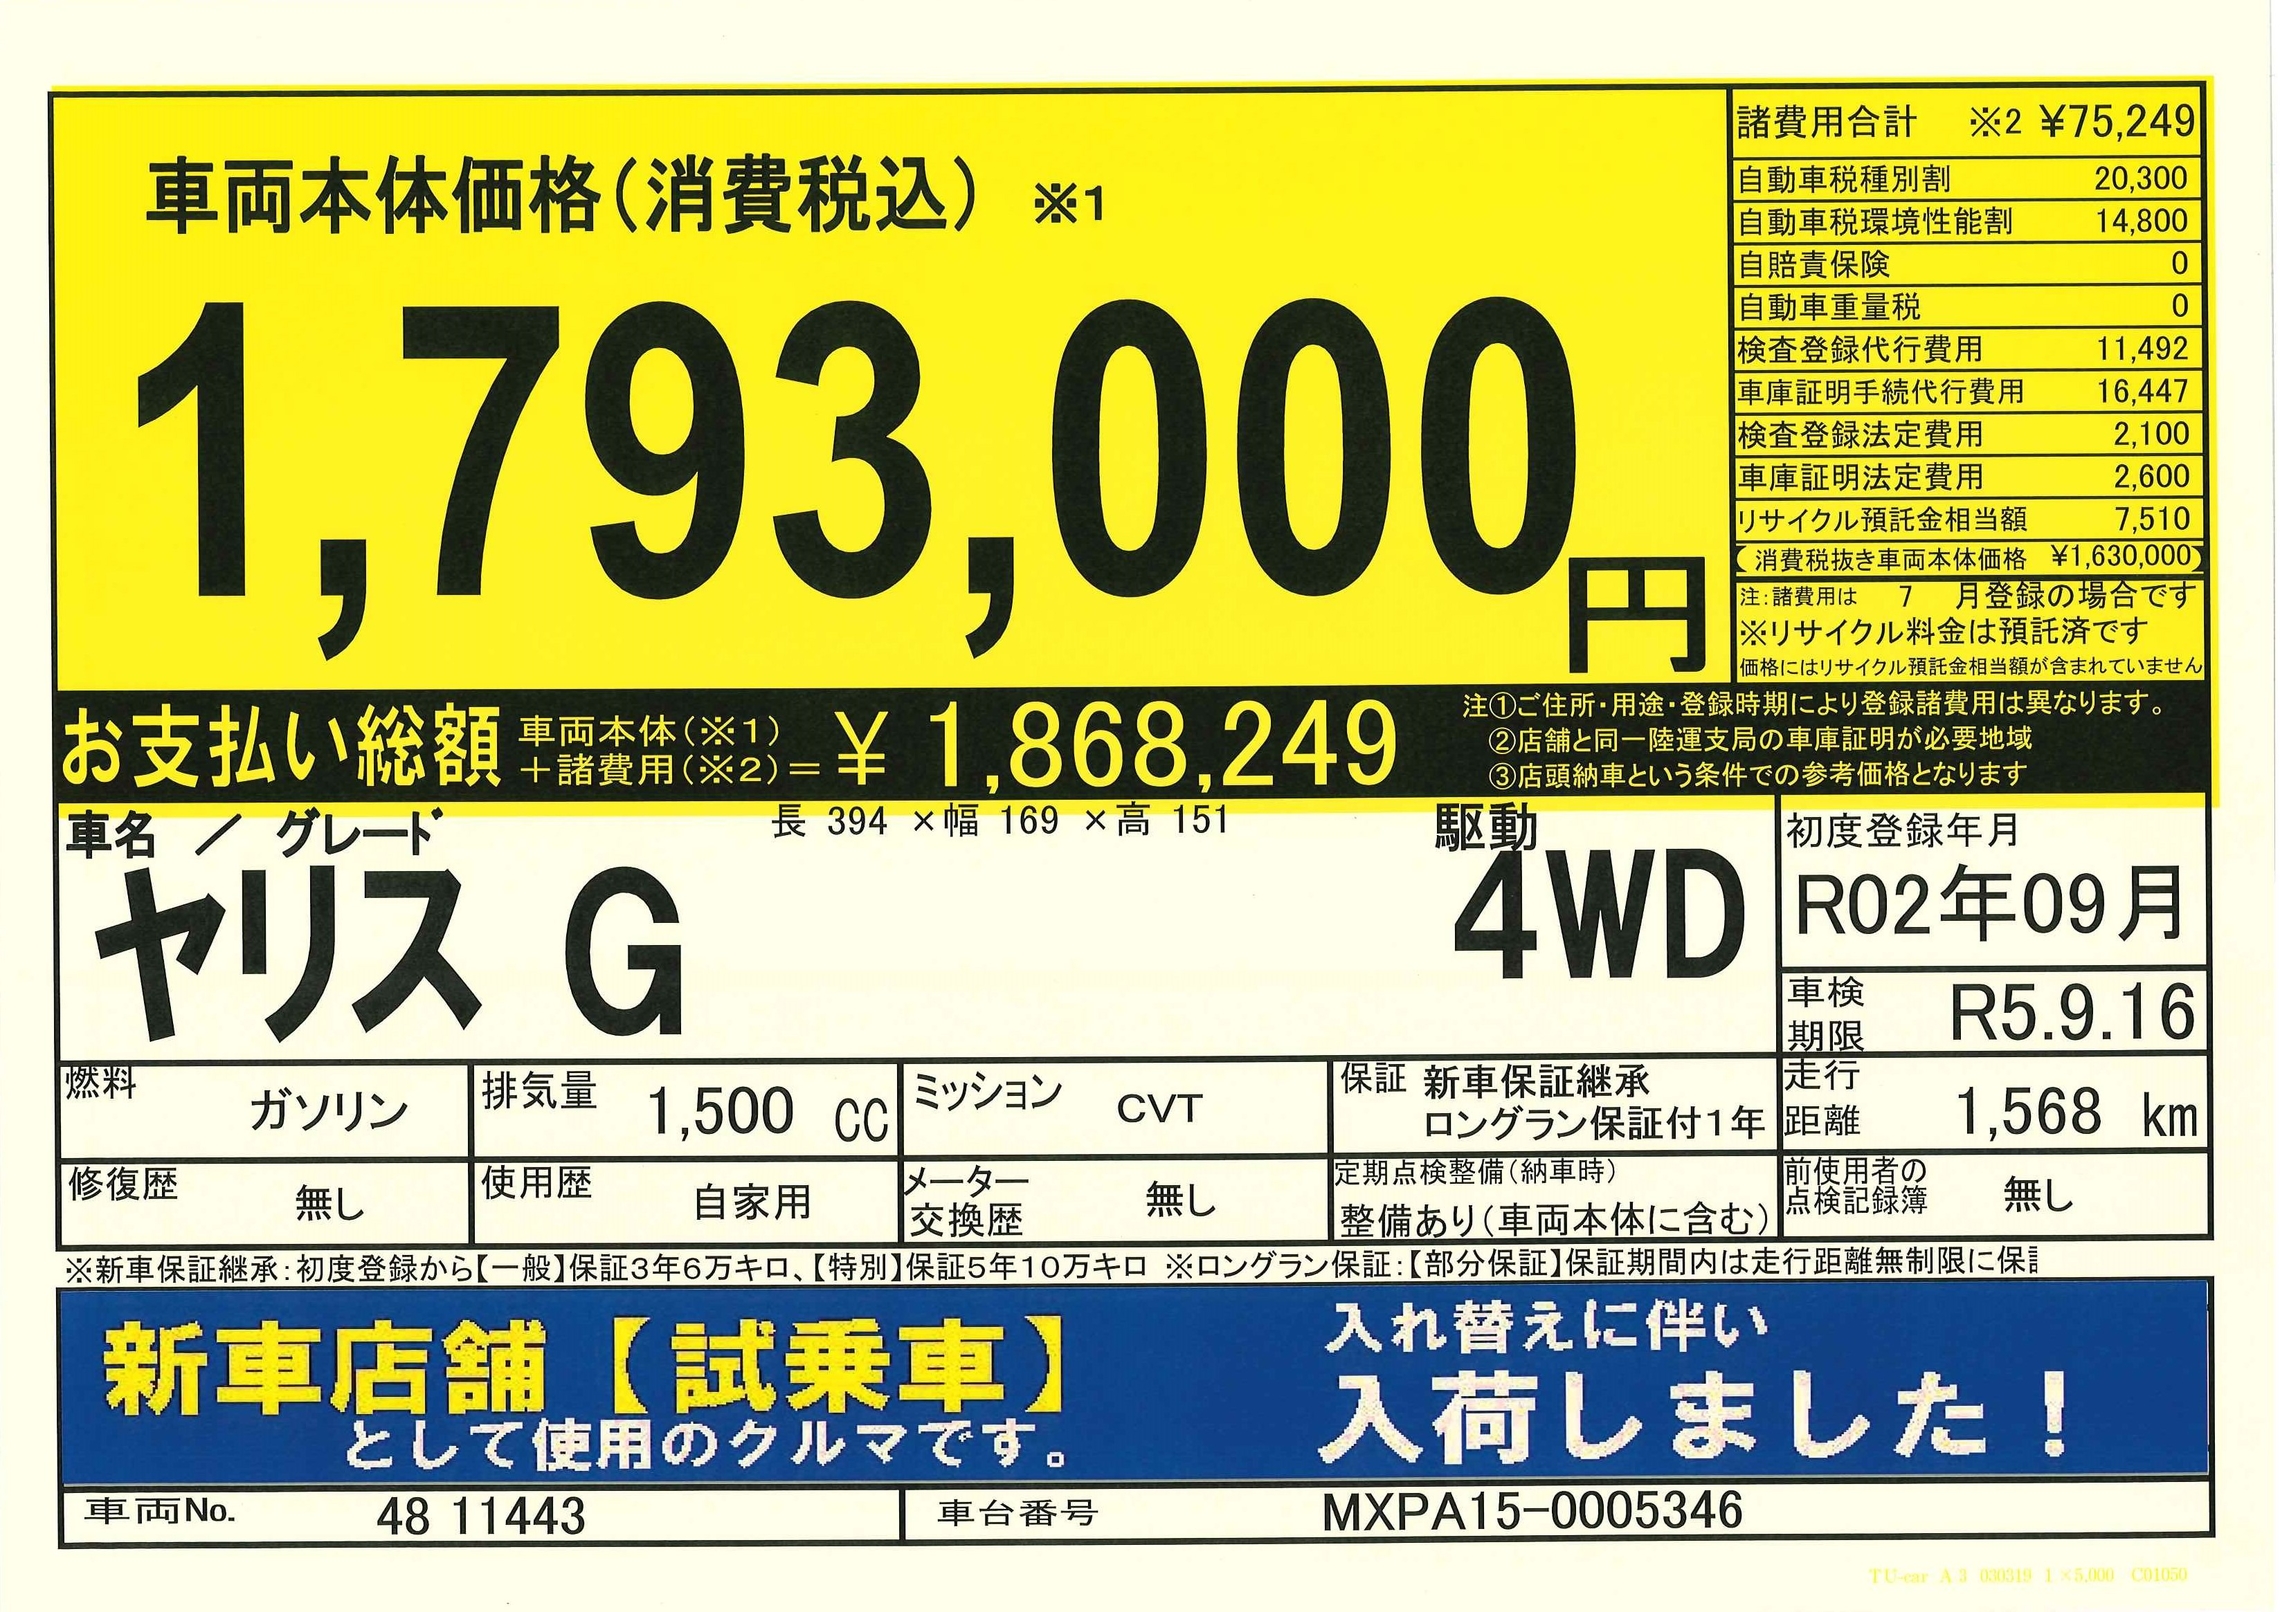 車両本体価格(消費税込) ※1
1,793,000円
諸費用合計 ※2 ¥75,249
自動車税種別割 20,300
自動車税環境性能割 14,800
自賠責保険 0
自動車重量税 0
検査登録代行費用 11,492
車庫証明手続代行費用 16,447
検査登録法定費用 2,100
車庫証明法定費用 2,600
リサイクル預託金相当額 7,510
(消費税抜き車両本体価格 ¥1,630,000)
注:諸費用は 7 月登録の場合です
※リサイクル料金は預託済です
価格にはリサイクル預託金相当額が含まれていません
お支払い総額 車両本体(※1)
+諸費用(※2)= ¥ 1,868,249
注①ご住所・用途・登録時期により登録諸費用は異なります。
②店舗と同一陸運支局の車庫証明が必要地域
③店頭納車という条件での参考価格となります
車名 / グレード 長 394 ×幅 169 ×高 151 駆動
ヤリス G 4WD
初度登録年月
R02年09月
車検
期限 R5.9.16
燃料 ガソリン
排気量 1,500 CC
ミッション CVT
保証 新車保証継承
ロングラン保証付1年
走行
距離 1,568 km
修復歴 無し
使用歴 自家用
メーター
交換歴 無し
定期点検整備(納車時)
整備あり(車両本体に含む)
前使用者の
点検記録簿 無し
※新車保証継承:初度登録から【一般】保証3年6万キロ、【特別】保証5年10万キロ ※ロングラン保証:【部分保証】保証期間内は走行距離無制限に保証
新車店舗【試乗車】
として使用のクルマです。
入れ替えに伴い
入荷しました!
車両No. 48 11443
車台番号 MXPA15-0005346
TU-car A3 030319 1×5,000 C01050